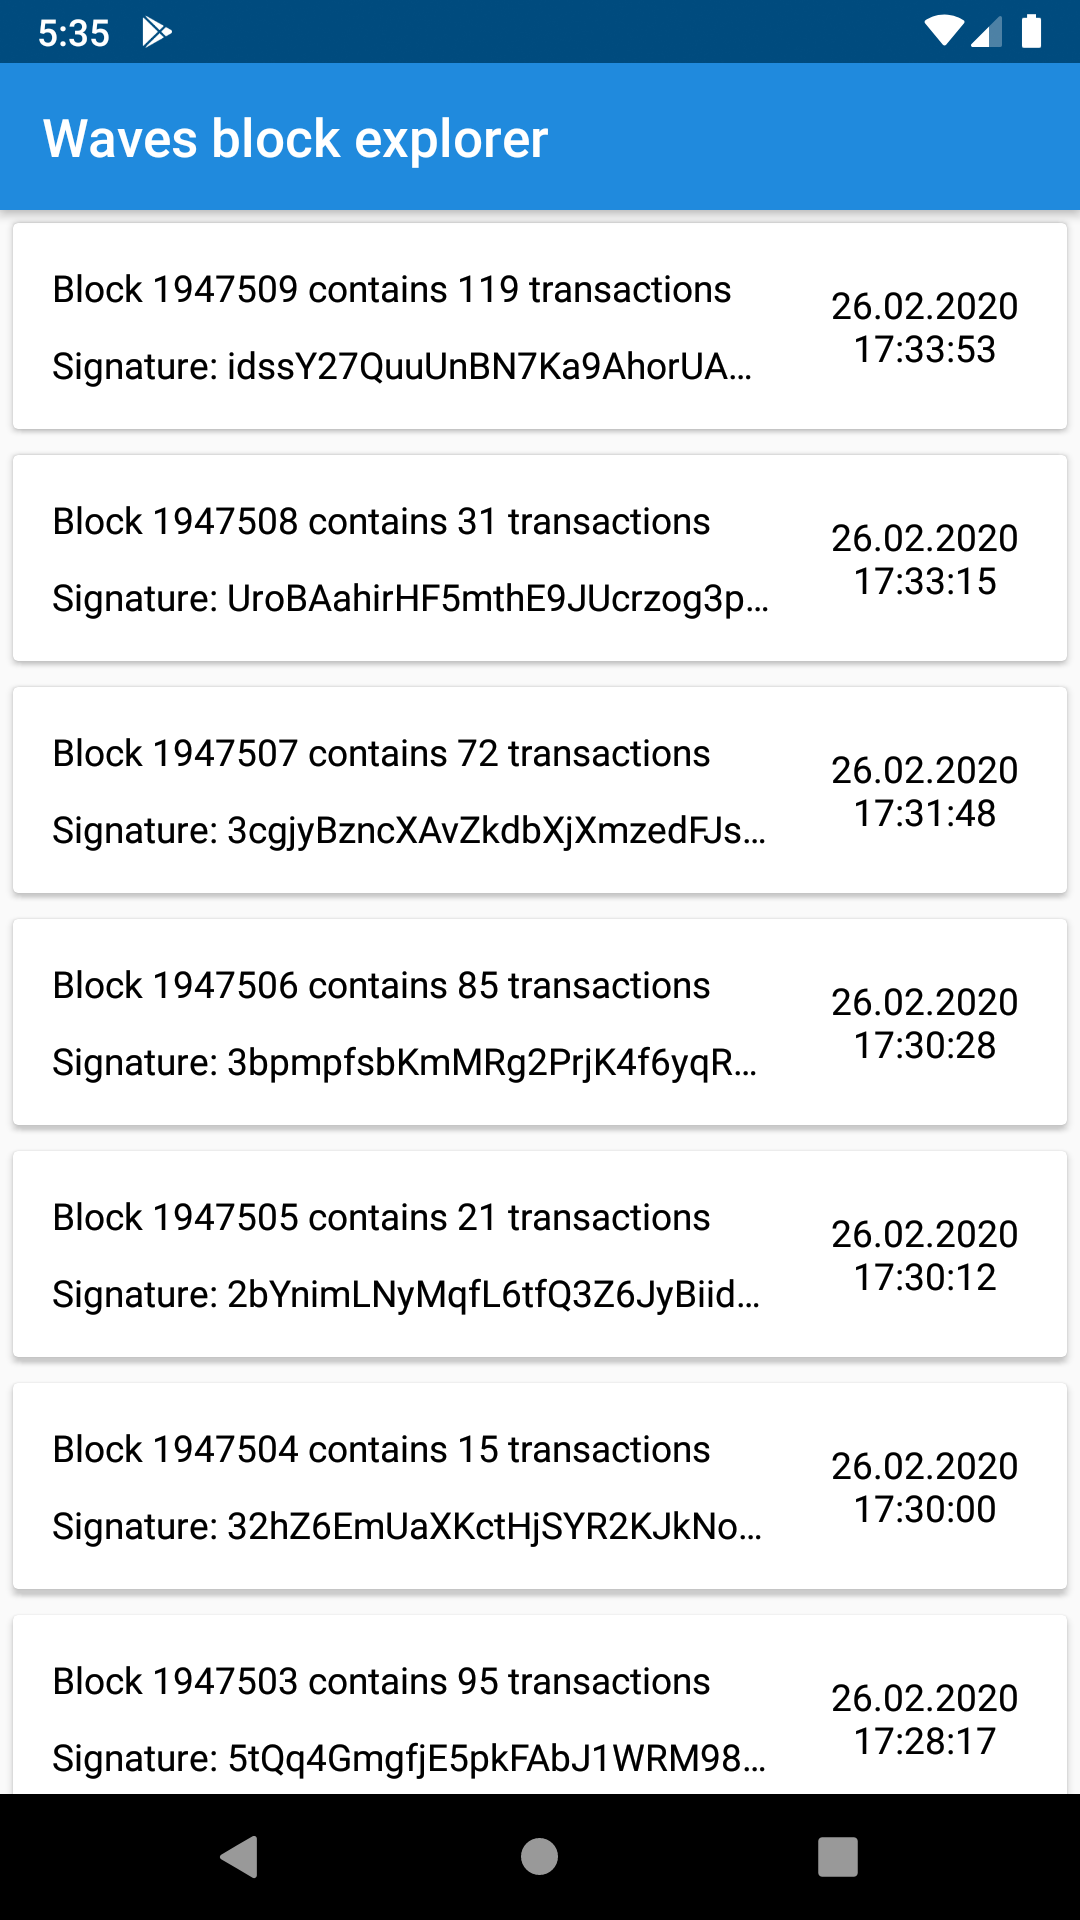 5:35
Waves block explorer
Block 1947509 contains 119 transactions
26.02.2020
17:33:53
Signature: idssY27QuuUnBN7Ka9AhorUA...
Block 1947508 contains 31 transactions
26.02.2020
17:33:15
Signature: UroBAahirHF5mthE9JUcrzog3p...
Block 1947507 contains 72 transactions
26.02.2020
17:31:48
Signature: 3cgjyBzncXAvZkdbXjXmzedFJs...
Block 1947506 contains 85 transactions
26.02.2020
17:30:28
Signature: 3bpmpfsbKmMRg2PrjK4f6yqR...
Block 1947505 contains 21 transactions
26.02.2020
17:30:12
Signature: 2bYnimLNyMqfL6tfQ3Z6JyBiid...
Block 1947504 contains 15 transactions
26.02.2020
17:30:00
Signature: 32hZ6EmUaXKctHjSYR2KJkNo...
Block 1947503 contains 95 transactions
26.02.2020
17:28:17
Signature: 5tQq4GmgfjE5pkFAbJ1WRM98...